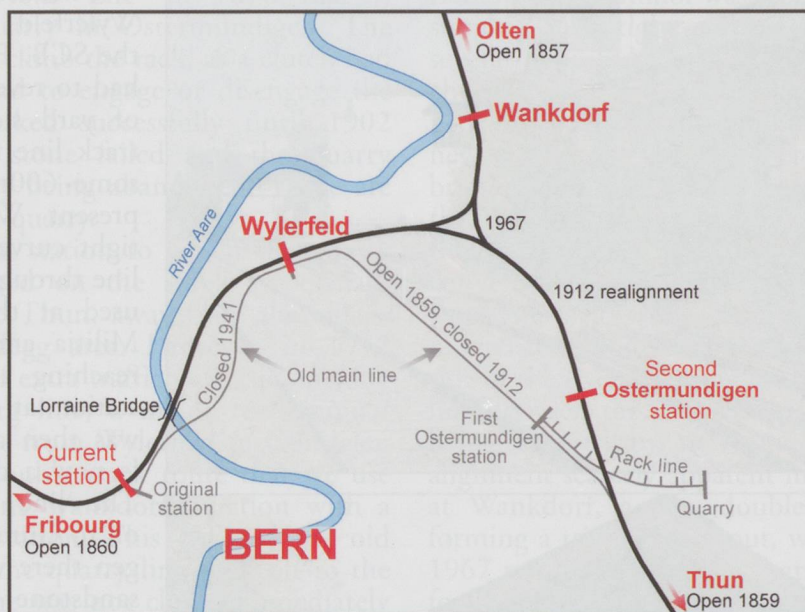 Olten
Open 1857
Wankdorf
River Aare
Wylerfeld
1967
Open 1859, closed 1912
1912 realignment
Closed 1941
Old main line
Lorraine Bridge
Second
Ostermundigen
station
First
Ostermundigen
station
Rack line
Quarry
Current
station
Original
station
Fribourg
Open 1860
BERN
Thun
Open 1859